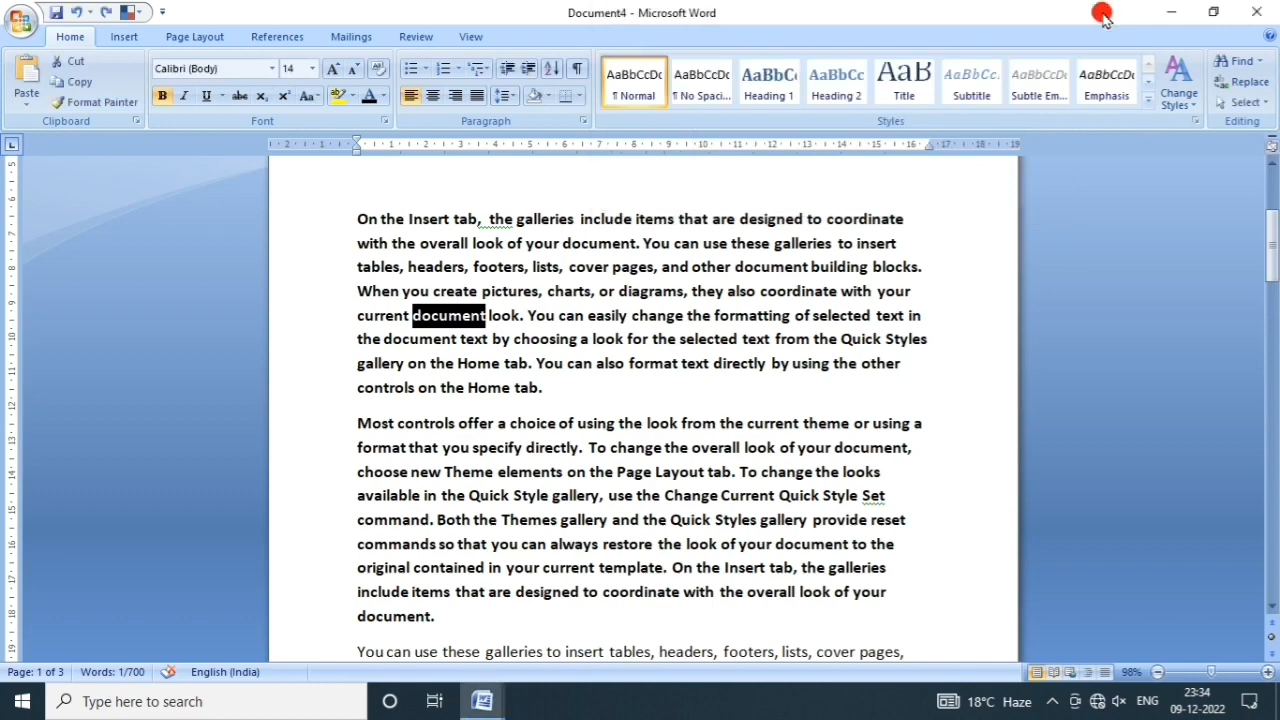 Document4 - Microsoft Word
Home Insert Page Layout References Mailings Review View
Paste Cut Copy Format Painter Clipboard
Calibri (Body) 14 Font
Paragraph
AaBbCcDc AaBbCcDc AaBbC AaBbCc AaB AaBbCc. AaBbCcDc AaBbCcDc
¶ Normal ¶ No Spaci... Heading 1 Heading 2 Title Subtitle Subtle Em... Emphasis
Styles
Change Styles
Find Replace Select Editing
On the Insert tab, the galleries include items that are designed to coordinate
with the overall look of your document. You can use these galleries to insert
tables, headers, footers, lists, cover pages, and other document building blocks.
When you create pictures, charts, or diagrams, they also coordinate with your
current document look. You can easily change the formatting of selected text in
the document text by choosing a look for the selected text from the Quick Styles
gallery on the Home tab. You can also format text directly by using the other
controls on the Home tab.
Most controls offer a choice of using the look from the current theme or using a
format that you specify directly. To change the overall look of your document,
choose new Theme elements on the Page Layout tab. To change the looks
available in the Quick Style gallery, use the Change Current Quick Style Set
command. Both the Themes gallery and the Quick Styles gallery provide reset
commands so that you can always restore the look of your document to the
original contained in your current template. On the Insert tab, the galleries
include items that are designed to coordinate with the overall look of your
document.
You can use these galleries to insert tables, headers, footers, lists, cover pages,
Page: 1 of 3 Words: 1/700 English (India) 98%
Type here to search 18°C Haze ENG 23:34
09-12-2022